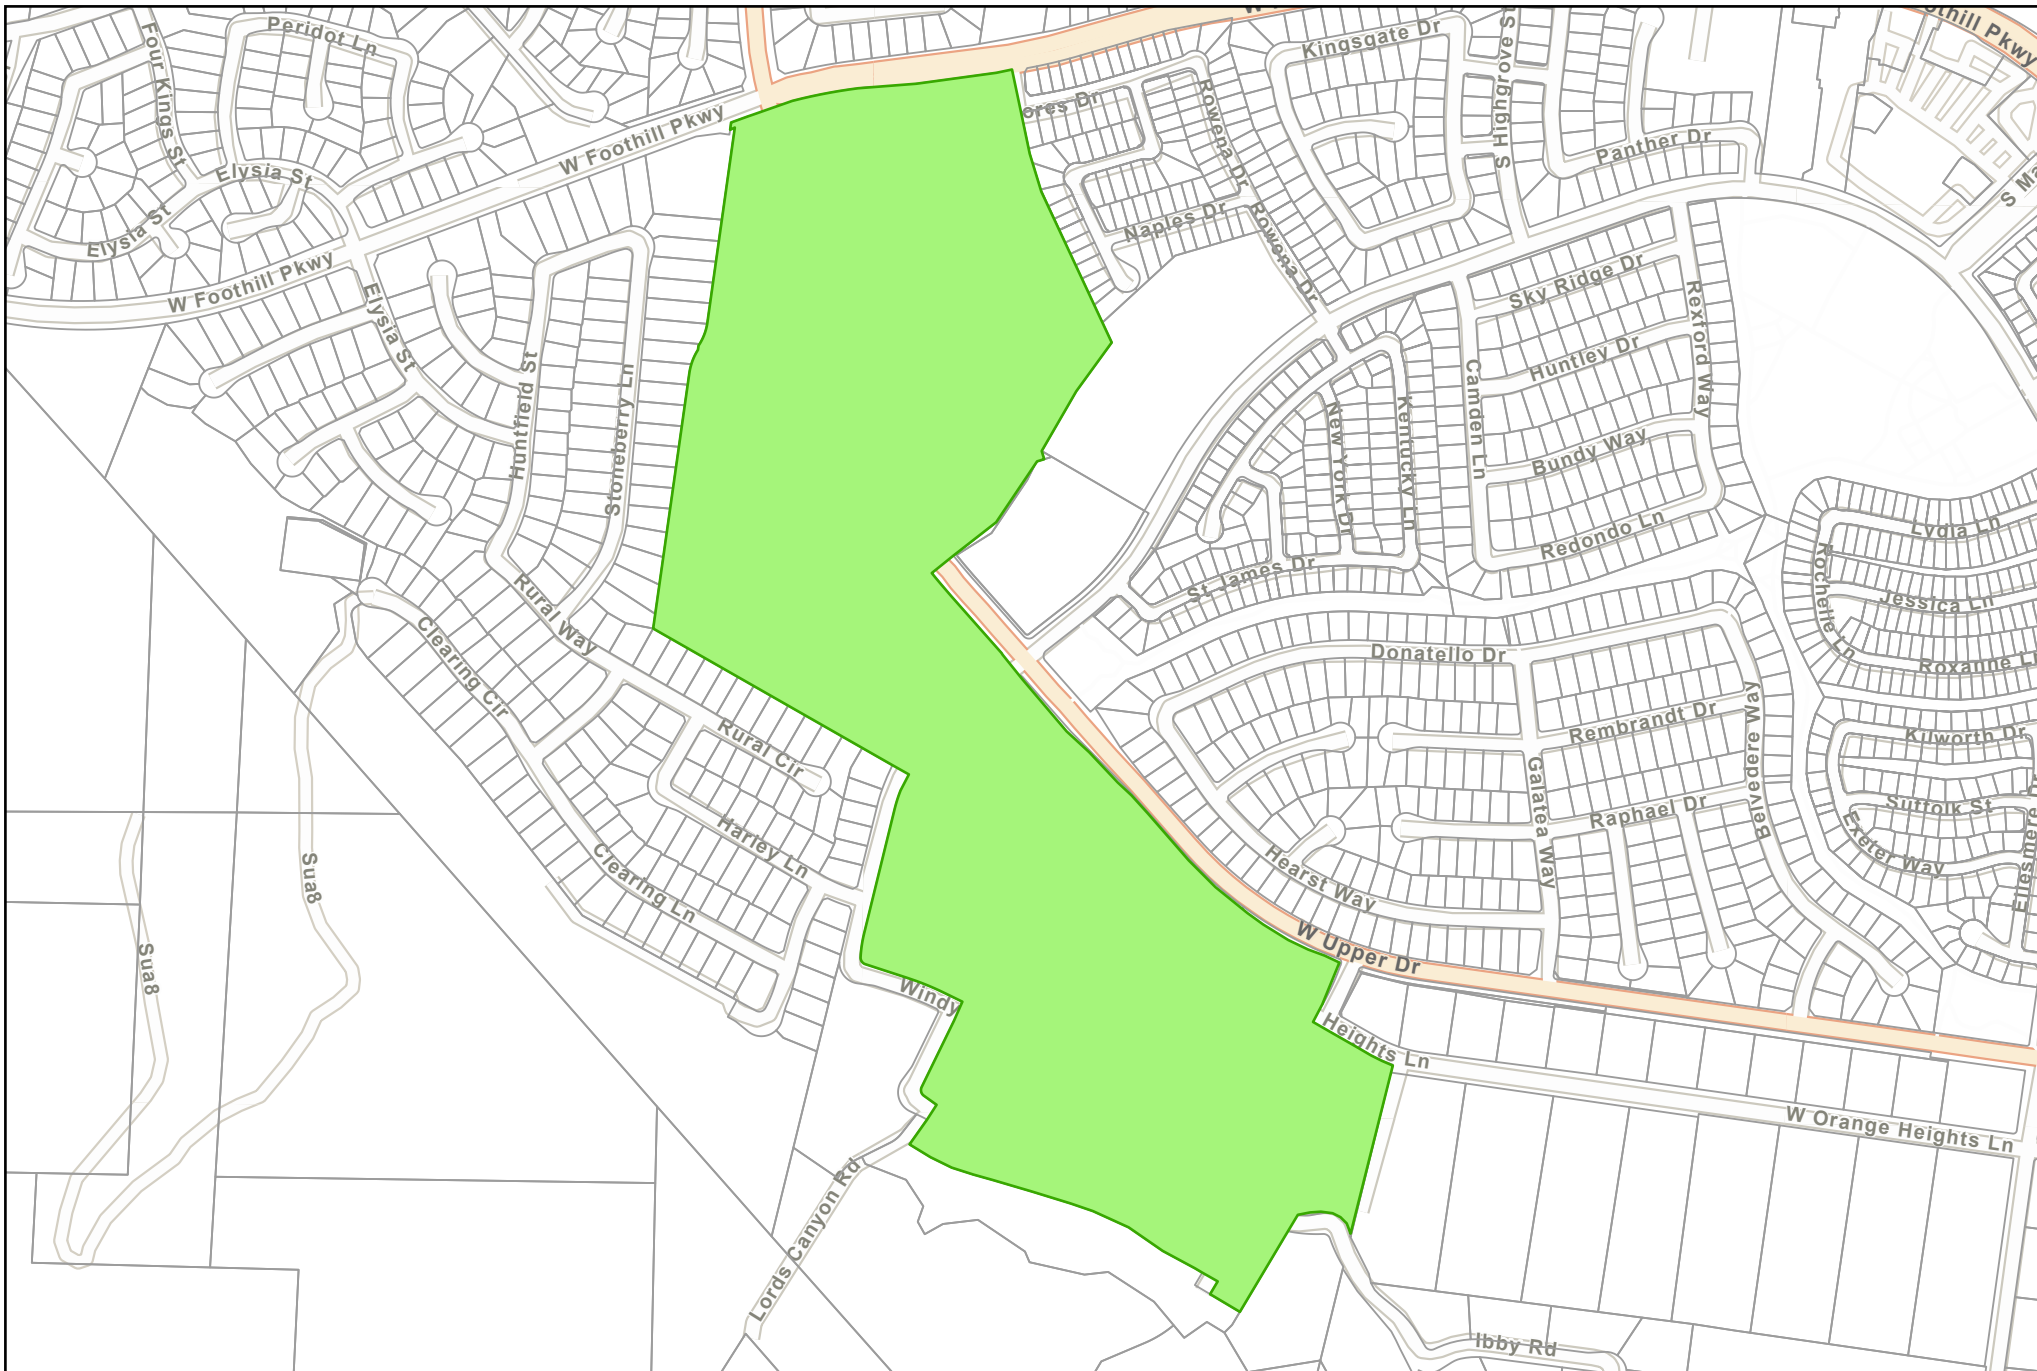 Peridot Ln
Four Kings St
Kingsgate Dr
S Highgrove St
Pkwy
W Foothill Pkwy
Rowena Dr
Panther Dr
Elysia St
Elysia St
Naples Dr
Rowena Dr
W Foothill Pkwy
Elysia St
Sky Ridge Dr
Rexford Way
Huntley Dr
Huntfield St
Stoneberry Ln
Camden Ln
New York Dr
Kentucky Ln
Bundy Way
Redondo Ln
Lydia Ln
St James Dr
Rochelle Ln
Jessica Ln
Rural Way
Clearing Cir
Donatello Dr
Roxanne Ln
Rural Cir
Rembrandt Dr
Belvedere Way
Kilworth Dr
Galatea Way
Raphael Dr
Suffolk St
Harley Ln
Exeter Way
Ellesmere Dr
Hearst Way
Sua8
Clearing Ln
Sua8
W Upper Dr
Windy
Heights Ln
W Orange Heights Ln
Lords Canyon Rd
Ibby Rd